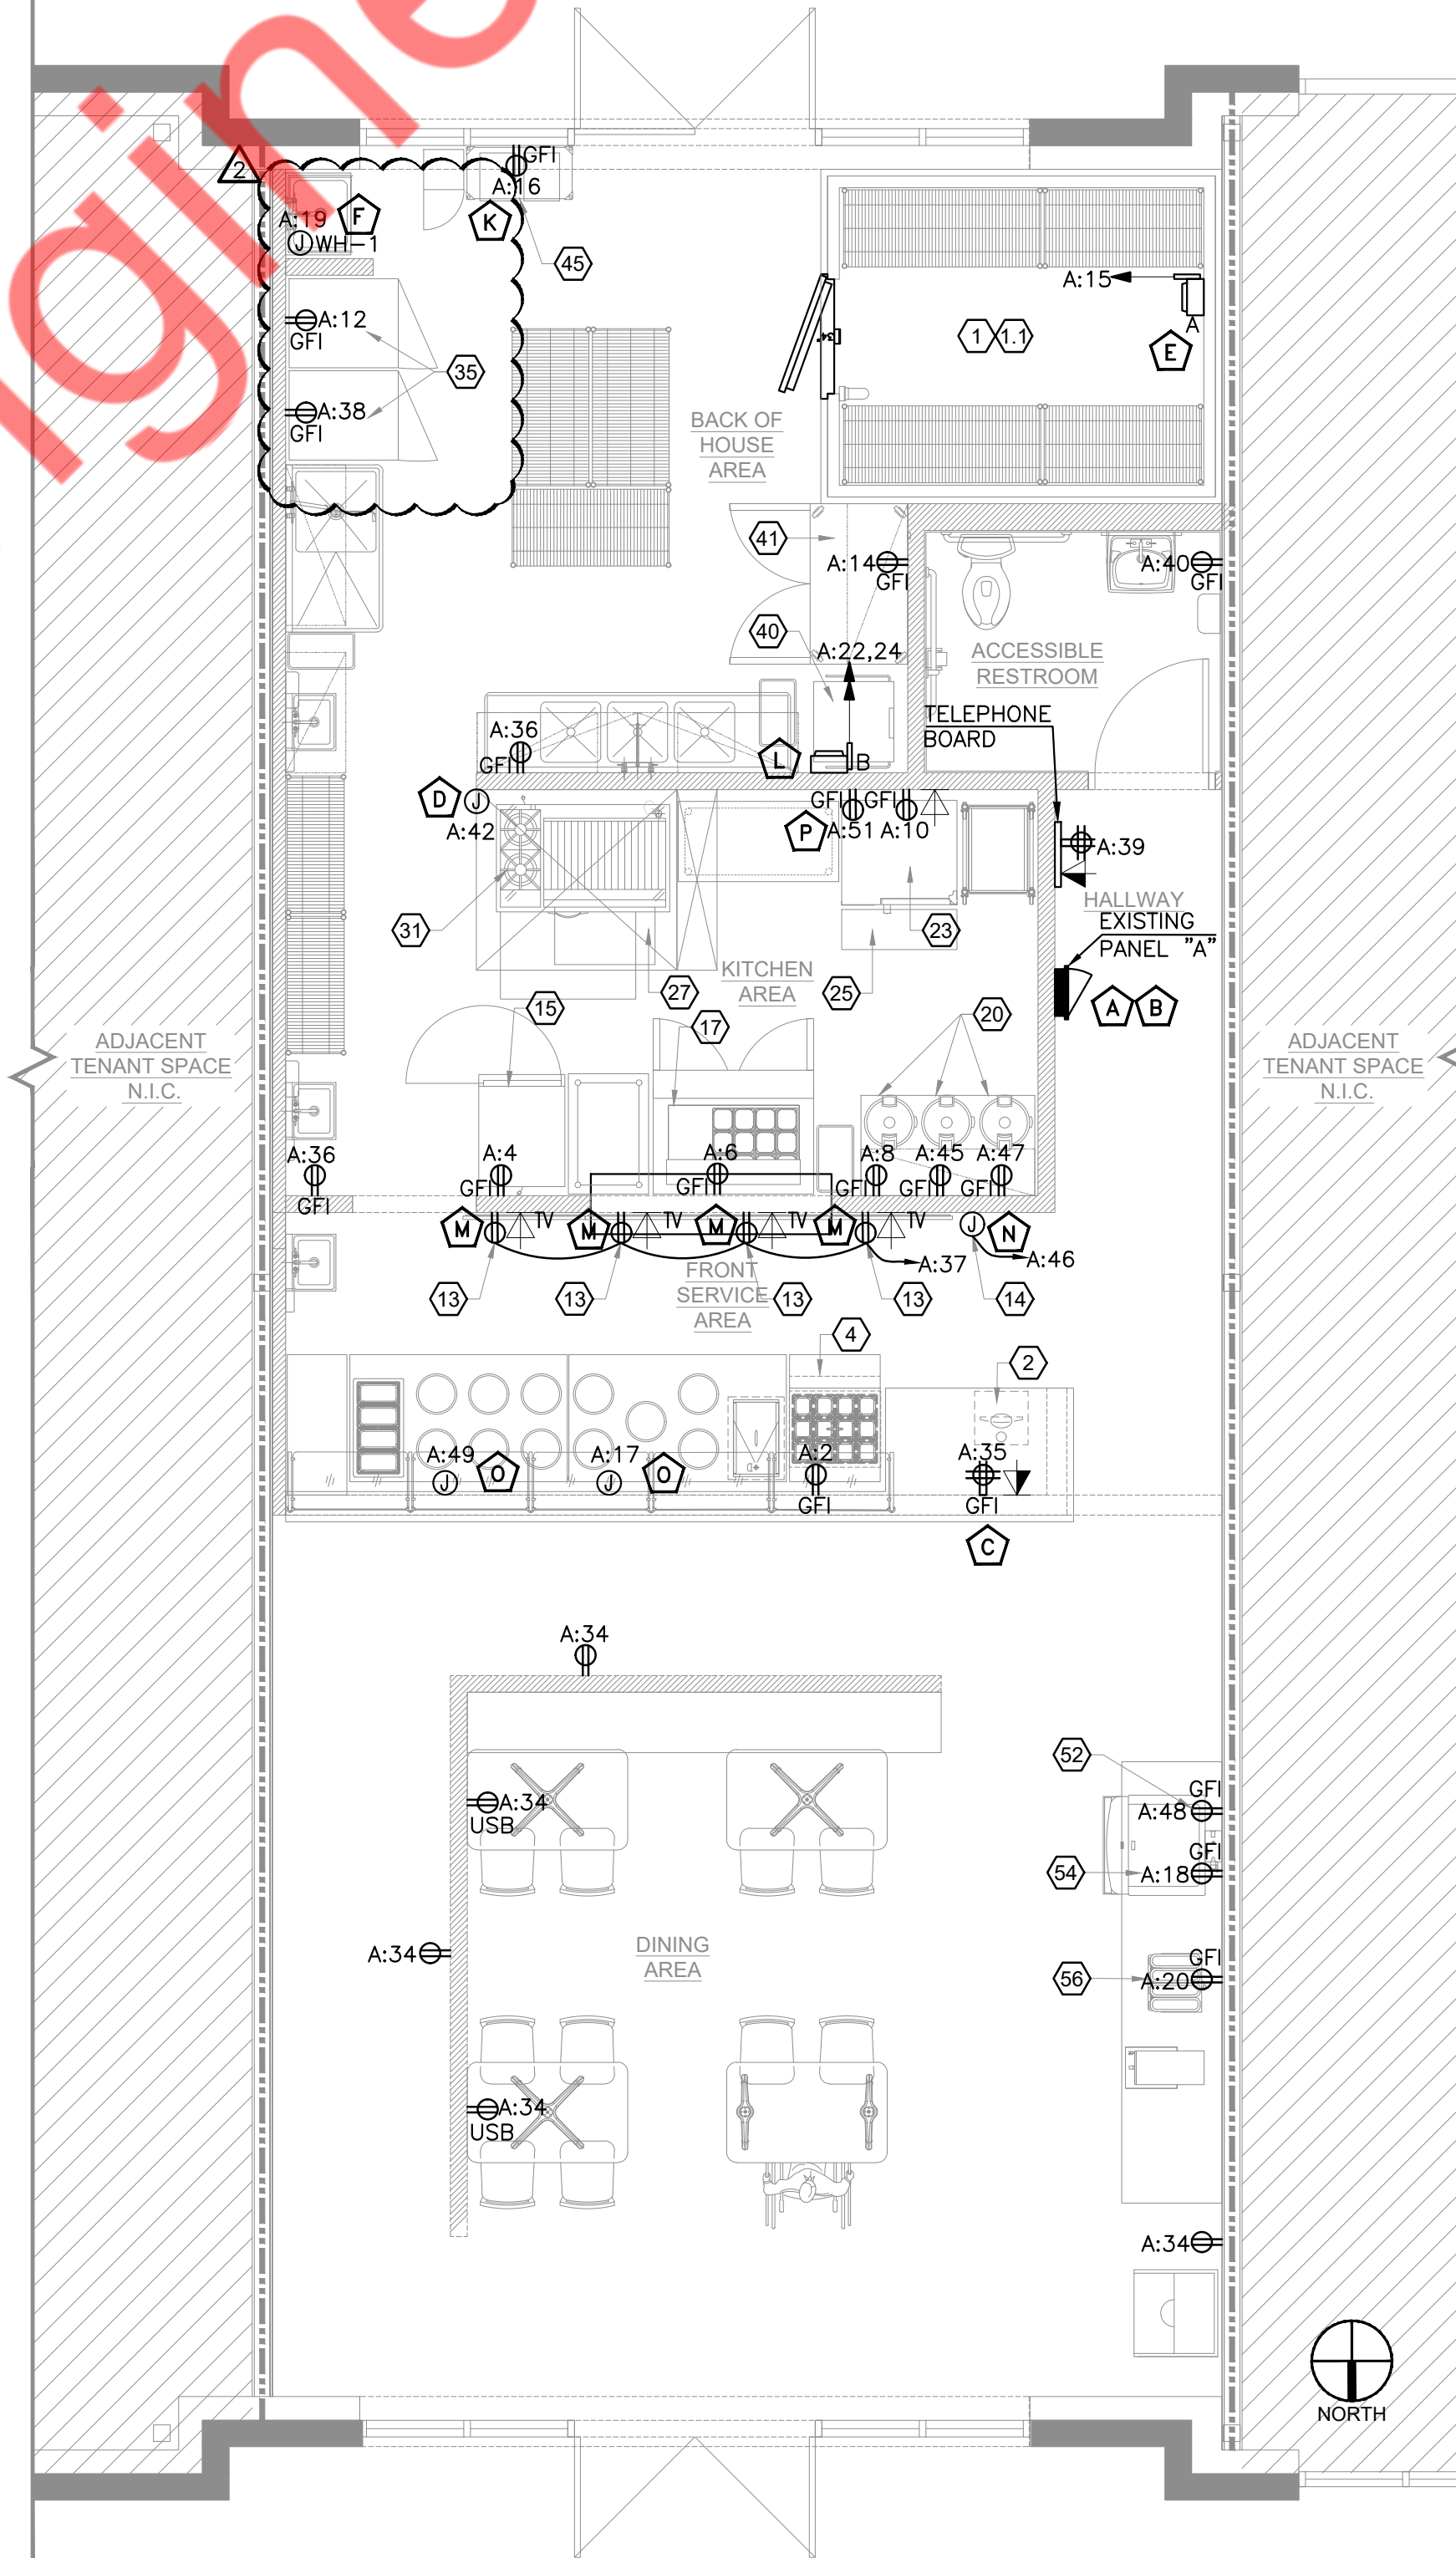 gine
2
GFI
A:16
F
K
A:19
J WH-1
45
A:12
GFI
35
A:38
GFI
A:15
A
1
1.1
E
BACK OF
HOUSE
AREA
41
A:14
GFI
A:40
GFI
40
A:22,24
ACCESSIBLE
RESTROOM
TELEPHONE
BOARD
A:36
GFI
L
B
D
J
A:42
GFI
GFI
P
A:51
A:10
A:39
HALLWAY
EXISTING
PANEL "A"
31
23
KITCHEN
AREA
27
25
A
B
15
17
20
ADJACENT
TENANT SPACE
N.I.C.
ADJACENT
TENANT SPACE
N.I.C.
A:36
GFI
A:4
GFI
A:6
GFI
A:8
GFI
A:45
GFI
A:47
GFI
M
TV
M
TV
M
TV
M
TV
J
N
A:37
A:46
FRONT
SERVICE
AREA
13
13
13
13
14
4
2
A:49
J
O
A:17
J
O
A:2
GFI
A:35
GFI
C
A:34
52
GFI
A:48
A:34
USB
GFI
54
A:18
A:34
DINING
AREA
GFI
56
A:20
A:34
USB
A:34
NORTH